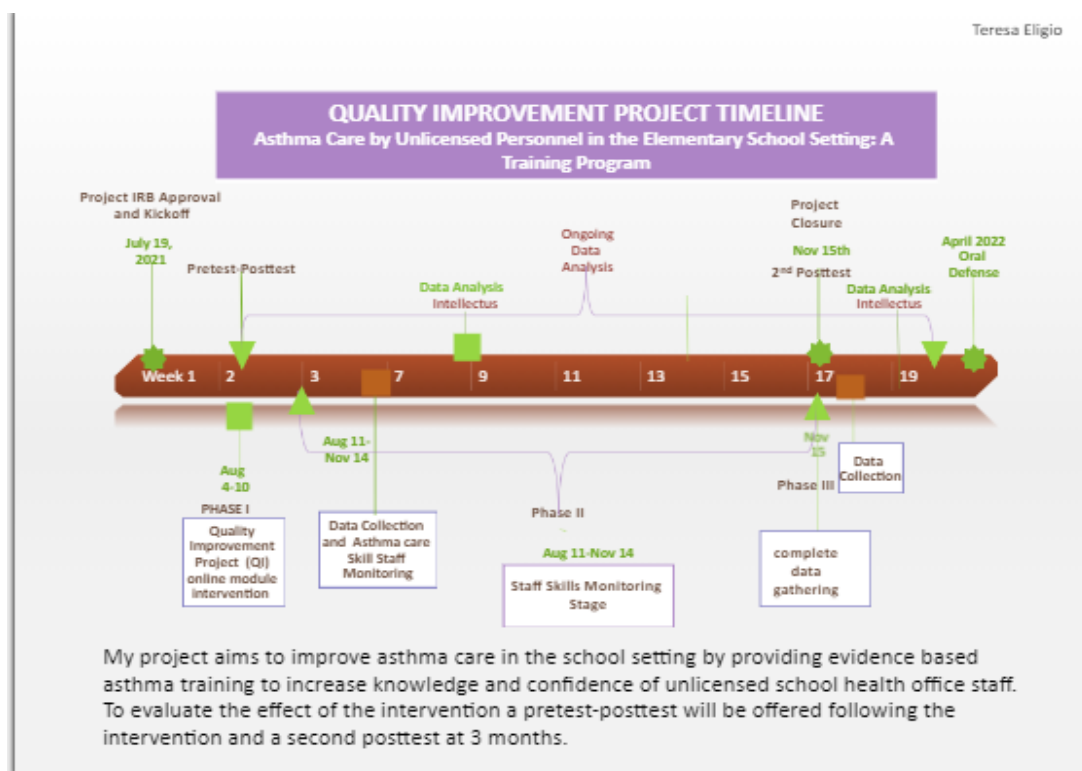 Teresa Eligio
QUALITY IMPROVEMENT PROJECT TIMELINE
Asthma Care by Unlicensed Personnel in the Elementary School Setting: A
Training Program
Project IRB Approval
and Kickoff
July 19,
2021
Pretest-Posttest
Data Analysis
Intellectus
Ongoing
Data
Analysis
Project
Closure
Nov 15th
2nd Posttest
Data Analysis
Intellectus
April 2022
Oral
Defense
Week 1 2 3 7 9 11 13 15 17 19
Aug
4-10
PHASE I
Quality
Improvement
Project (QI)
online module
intervention
Aug 11-
Nov 14
Data Collection
and Asthma care
Skill Staff
Monitoring
Phase II
Aug 11-Nov 14
Staff Skills Monitoring
Stage
Nov
15
Phase III
complete
data
gathering
Data
Collection
My project aims to improve asthma care in the school setting by providing evidence based
asthma training to increase knowledge and confidence of unlicensed school health office staff.
To evaluate the effect of the intervention a pretest-posttest will be offered following the
intervention and a second posttest at 3 months.